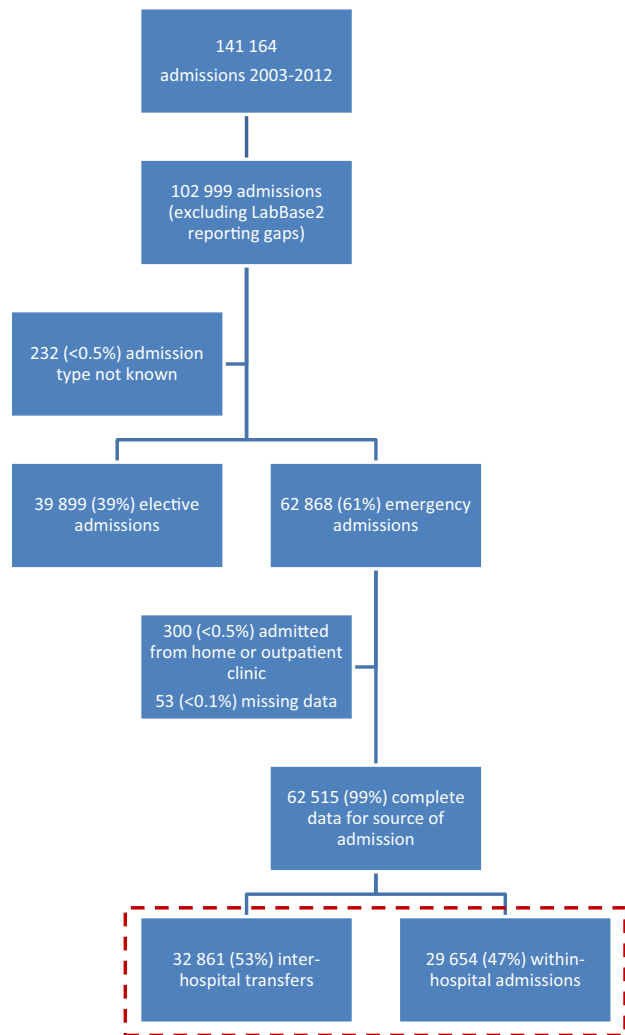 141 164
admissions 2003-2012
102 999 admissions
(excluding LabBase2
reporting gaps)
232 (<0.5%) admission
type not known
39 899 (39%) elective
admissions
62 868 (61%) emergency
admissions
300 (<0.5%) admitted
from home or outpatient
clinic
53 (<0.1%) missing data
62 515 (99%) complete
data for source of
admission
32 861 (53%) inter-
hospital transfers
29 654 (47%) within-
hospital admissions